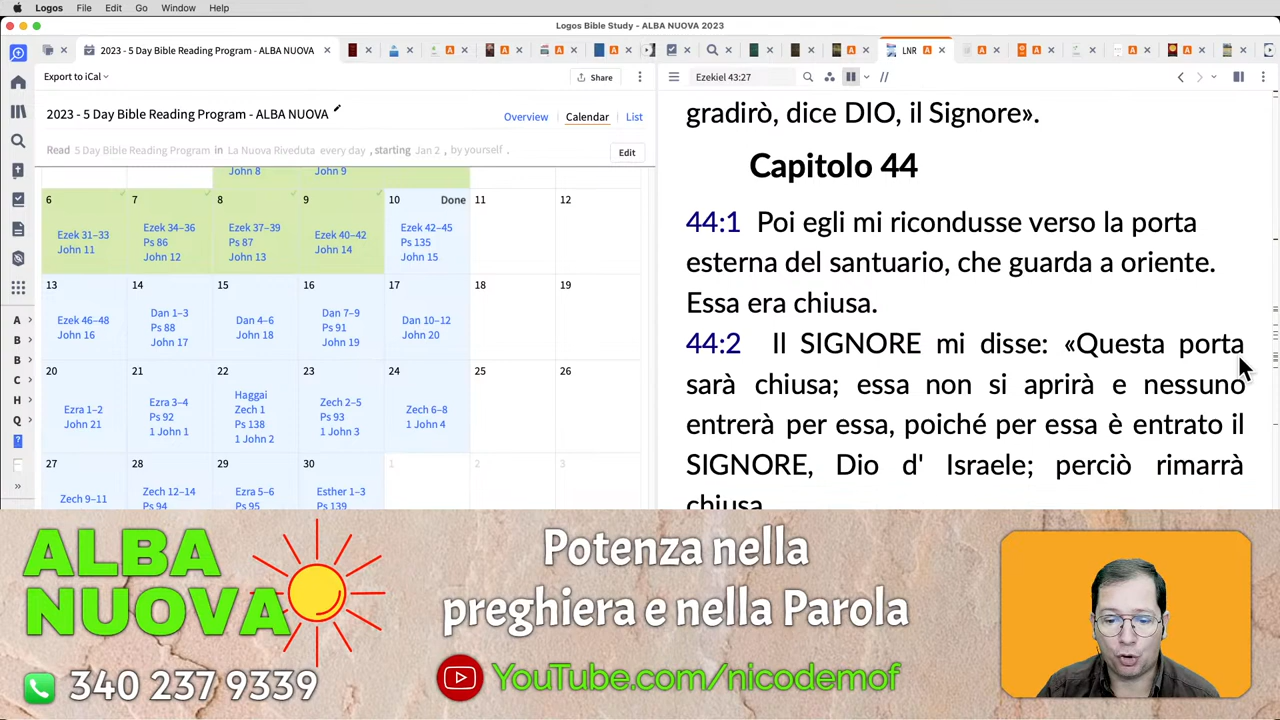 Logos File Edit Go Window Help
Logos Bible Study - ALBA NUOVA 2023
2023 - 5 Day Bible Reading Program - ALBA NUOVA
LNR
Export to iCal
Share
Ezekiel 43:27
2023 - 5 Day Bible Reading Program - ALBA NUOVA
Overview Calendar List
Read 5 Day Bible Reading Program in La Nuova Riveduta every day , starting Jan 2 , by yourself .
Edit
John 8 John 9
6 7 8 9 10 Done 11 12
Ezek 31–33
John 11
Ezek 34–36
Ps 86
John 12
Ezek 37–39
Ps 87
John 13
Ezek 40–42
John 14
Ezek 42–45
Ps 135
John 15
13 14 15 16 17 18 19
Ezek 46–48
John 16
Dan 1–3
Ps 88
John 17
Dan 4–6
John 18
Dan 7–9
Ps 91
John 19
Dan 10–12
John 20
20 21 22 23 24 25 26
Ezra 1–2
John 21
Ezra 3–4
Ps 92
1 John 1
Haggai
Zech 1
Ps 138
1 John 2
Zech 2–5
Ps 93
1 John 3
Zech 6–8
1 John 4
27 28 29 30 1 2 3
Zech 9–11
Zech 12–14
Ps 94
Ezra 5–6
Ps 95
Esther 1–3
Ps 139
A
B
B
C
H
Q
?
gradirò, dice DIO, il Signore».
Capitolo 44
44:1 Poi egli mi ricondusse verso la porta
esterna del santuario, che guarda a oriente.
Essa era chiusa.
44:2 Il SIGNORE mi disse: «Questa porta
sarà chiusa; essa non si aprirà e nessuno
entrerà per essa, poiché per essa è entrato il
SIGNORE, Dio d' Israele; perciò rimarrà
chiusa.
ALBA
NUOVA
340 237 9339
Potenza nella
preghiera e nella Parola
YouTube.com/nicodemof